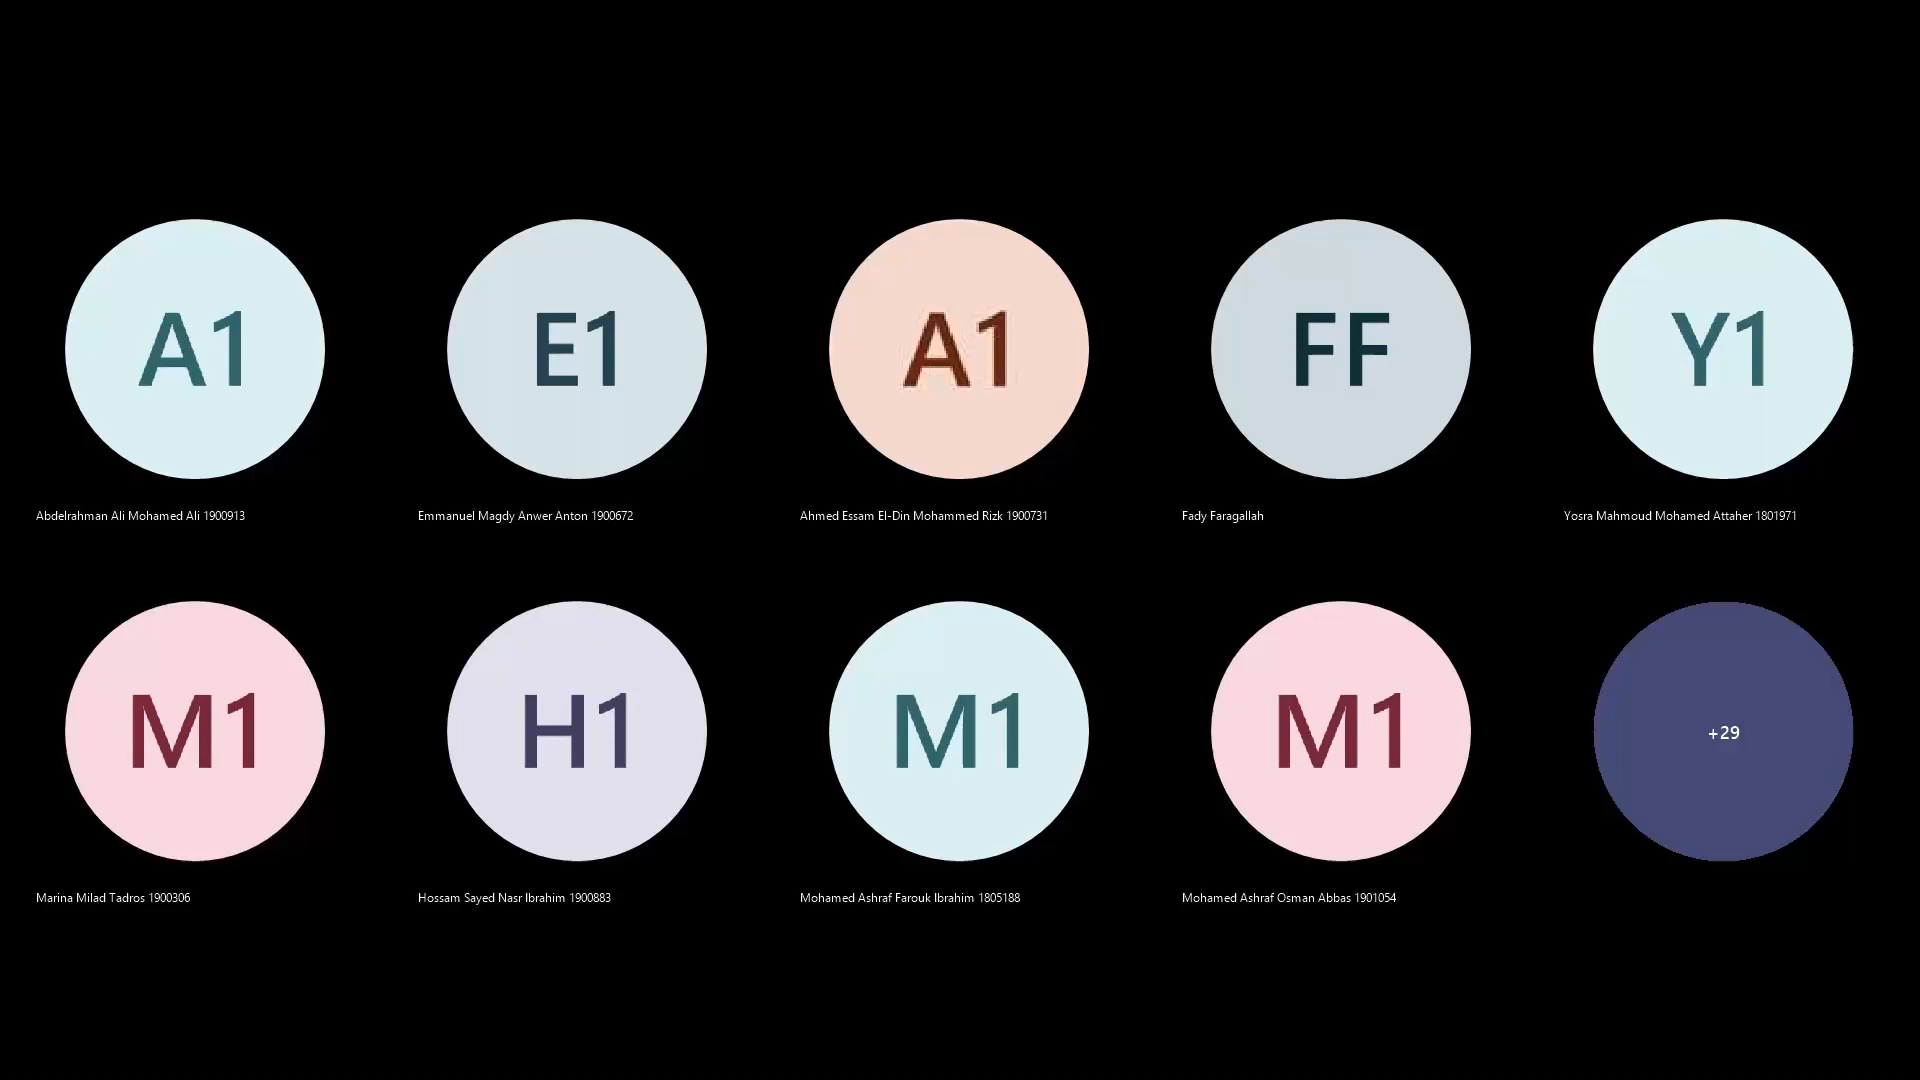 A1
E1
A1
FF
Y1
Abdelrahman Ali Mohamed Ali 1900913
Emmanuel Magdy Anwer Anton 1900672
Ahmed Essam El-Din Mohammed Rizk 1900731
Fady Faragallah
Yosra Mahmoud Mohamed Attaher 1801971
M1
H1
M1
M1
+29
Marina Milad Tadros 1900306
Hossam Sayed Nasr Ibrahim 1900883
Mohamed Ashraf Farouk Ibrahim 1805188
Mohamed Ashraf Osman Abbas 1901054